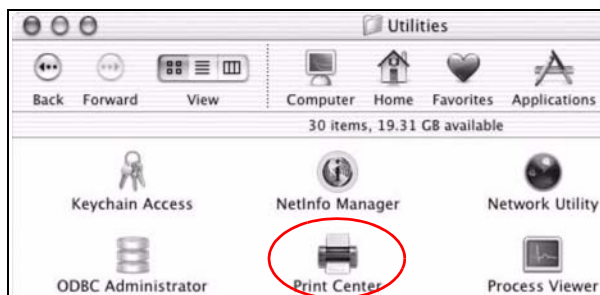 Utilities
Back Forward View Computer Home Favorites Applications
30 items, 19.31 GB available
Keychain Access NetInfo Manager Network Utility
ODBC Administrator Print Center Process Viewer